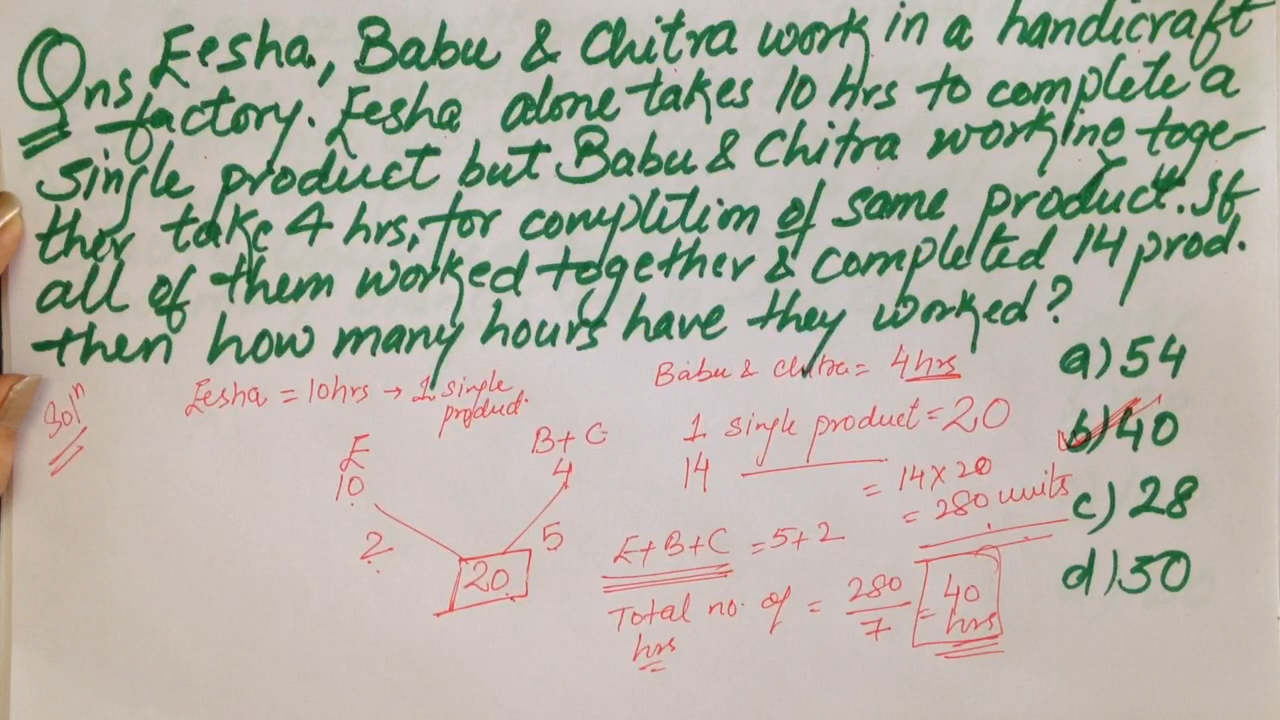 Qns, Eesha, Babu & Chitra work in a handicraft
factory. Eesha alone takes 10 hrs to complete a
single product but Babu & Chitra working toge-
ther take 4 hrs, for completion of same product. If
all of them worked together & completed 14 prod.
then how many hours have they worked?
a) 54
b) 40
c) 28
d) 50
Soln
Eesha = 10hrs → 1 single
product.
Babu & chitra = 4hrs
E
10
B+C
4
2
5
20
1 single product = 20
14
= 14 x 20
= 280 units
E+B+C = 5+2
Total no. of = 280
hrs
7
= 40
hrs